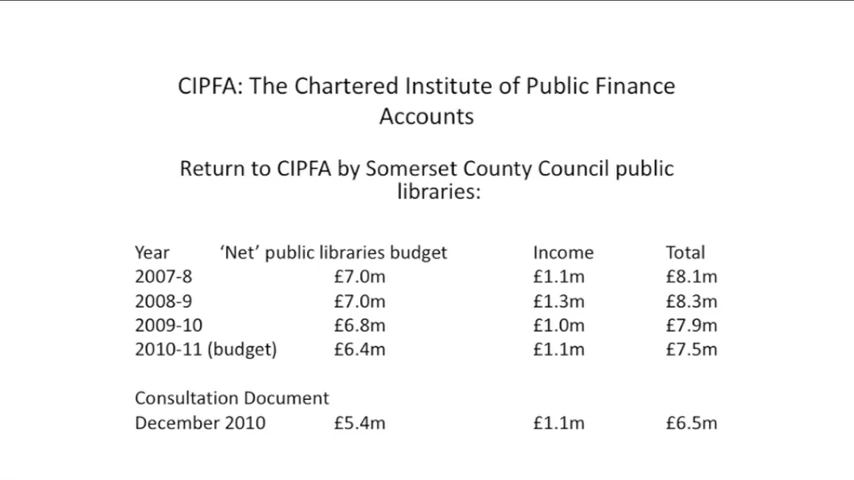 CIPFA: The Chartered Institute of Public Finance
Accounts
Return to CIPFA by Somerset County Council public
libraries:
Year ‘Net’ public libraries budget Income Total
2007-8 £7.0m £1.1m £8.1m
2008-9 £7.0m £1.3m £8.3m
2009-10 £6.8m £1.0m £7.9m
2010-11 (budget) £6.4m £1.1m £7.5m
Consultation Document
December 2010 £5.4m £1.1m £6.5m